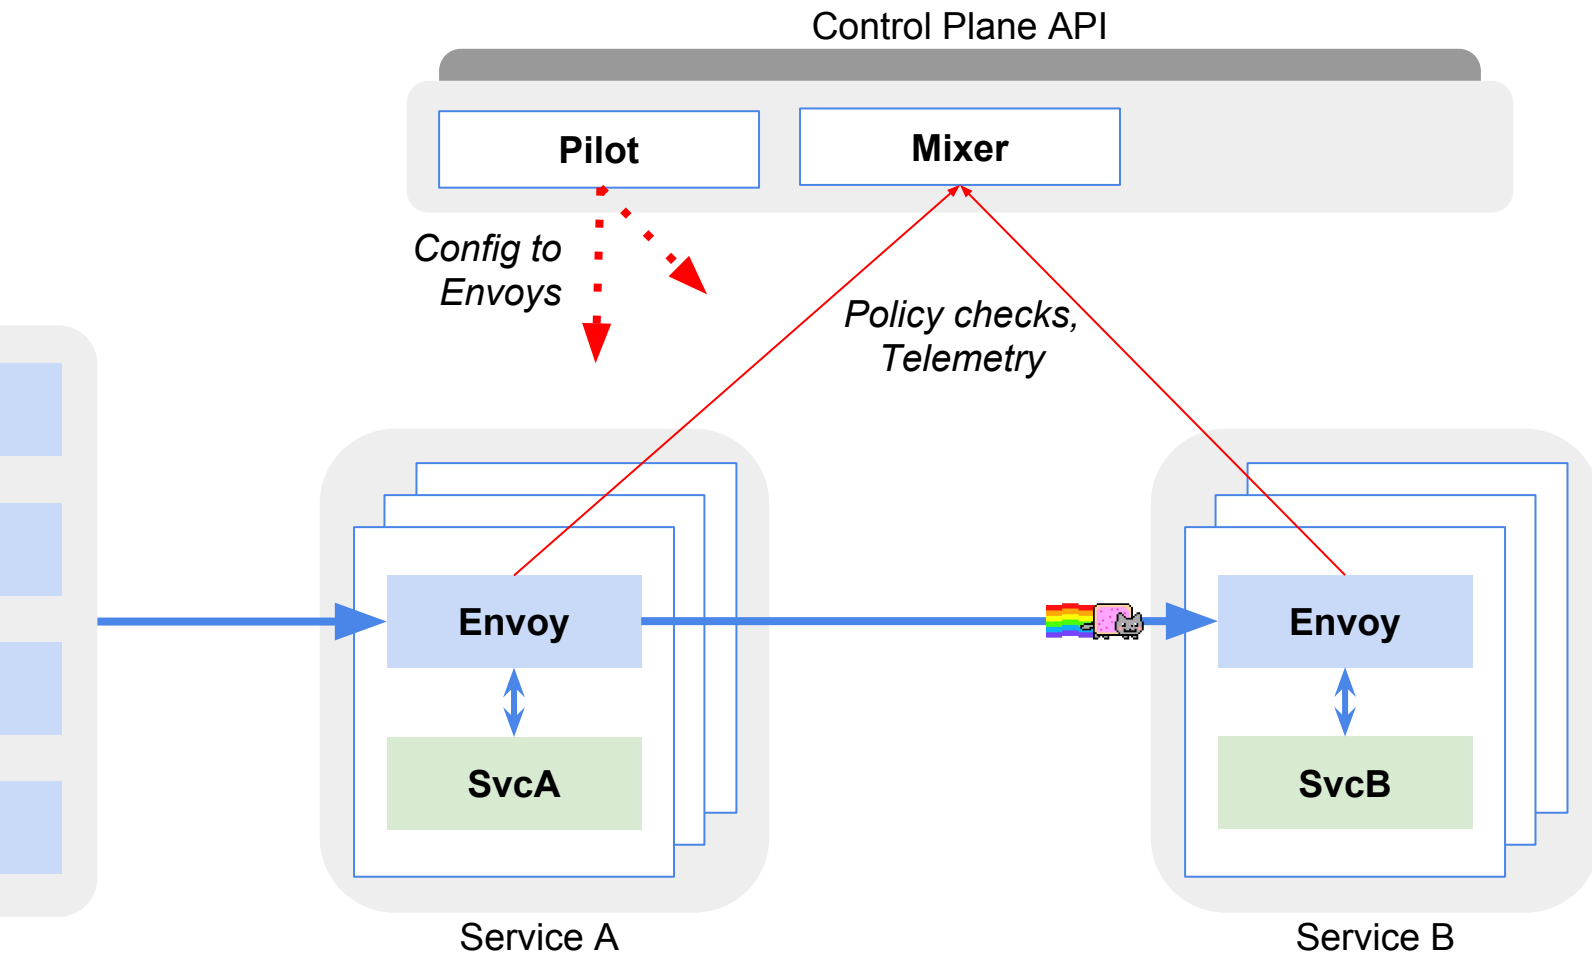 Control Plane API
Pilot
Mixer
Config to
Envoys
Policy checks,
Telemetry
Envoy
Envoy
SvcA
SvcB
Service A
Service B